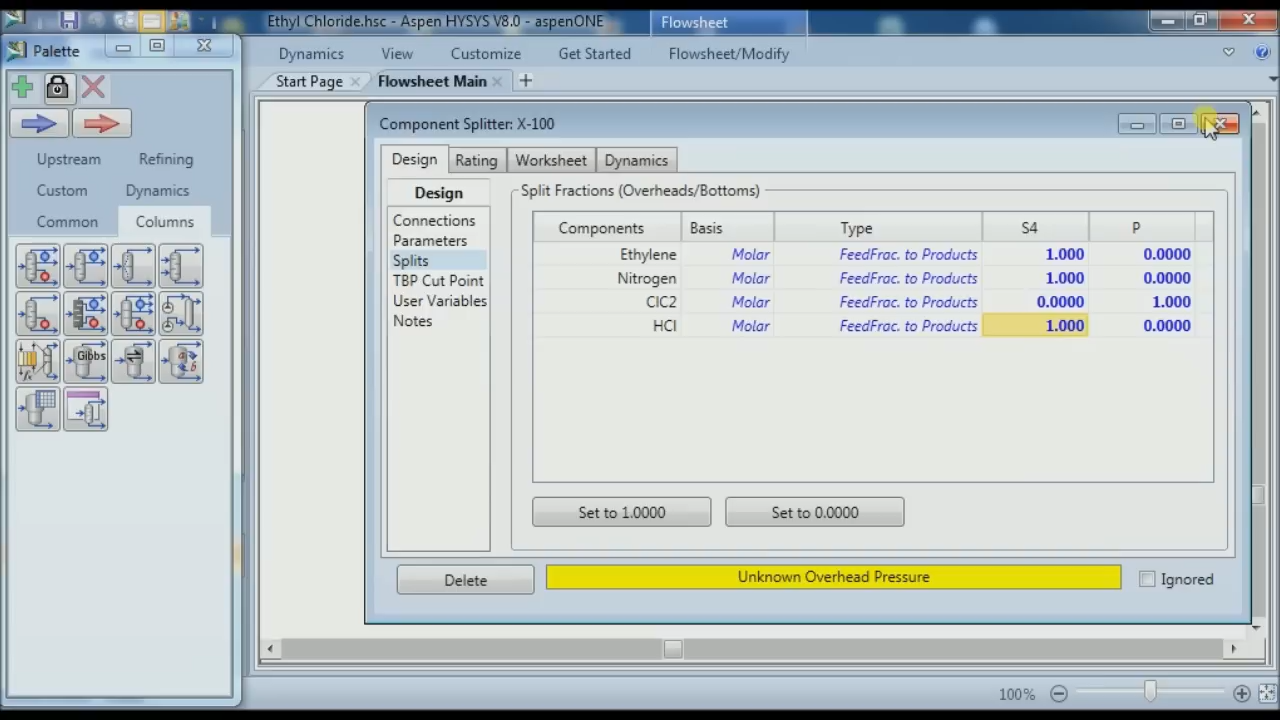 Ethyl Chloride.hsc - Aspen HYSYS V8.0 - aspenONE
Flowsheet
Palette
Dynamics View Customize Get Started Flowsheet/Modify
Start Page Flowsheet Main
Upstream Refining
Custom Dynamics
Common Columns
Gibbs
Component Splitter: X-100
Design Rating Worksheet Dynamics
Design
Connections
Parameters
Splits
TBP Cut Point
User Variables
Notes
Split Fractions (Overheads/Bottoms)
Components Basis Type S4 P
Ethylene Molar FeedFrac. to Products 1.000 0.0000
Nitrogen Molar FeedFrac. to Products 1.000 0.0000
ClC2 Molar FeedFrac. to Products 0.0000 1.000
HCl Molar FeedFrac. to Products 1.000 0.0000
Set to 1.0000 Set to 0.0000
Delete Unknown Overhead Pressure Ignored
100%